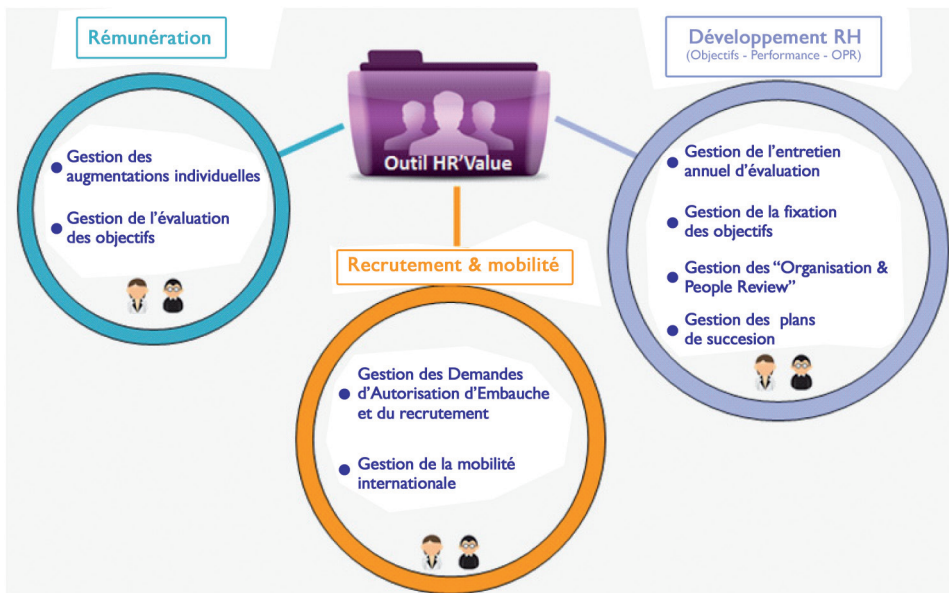 Rémunération
Gestion des
augmentations individuelles
Gestion de l'évaluation
des objectifs
Outil HR'Value
Recrutement & mobilité
Gestion des Demandes
d'Autorisation d'Embauche
et du recrutement
Gestion de la mobilité
internationale
Développement RH
(Objectifs - Performance - OPR)
Gestion de l'entretien
annuel d'évaluation
Gestion de la fixation
des objectifs
Gestion des “Organisation &
People Review”
Gestion des plans
de succesion